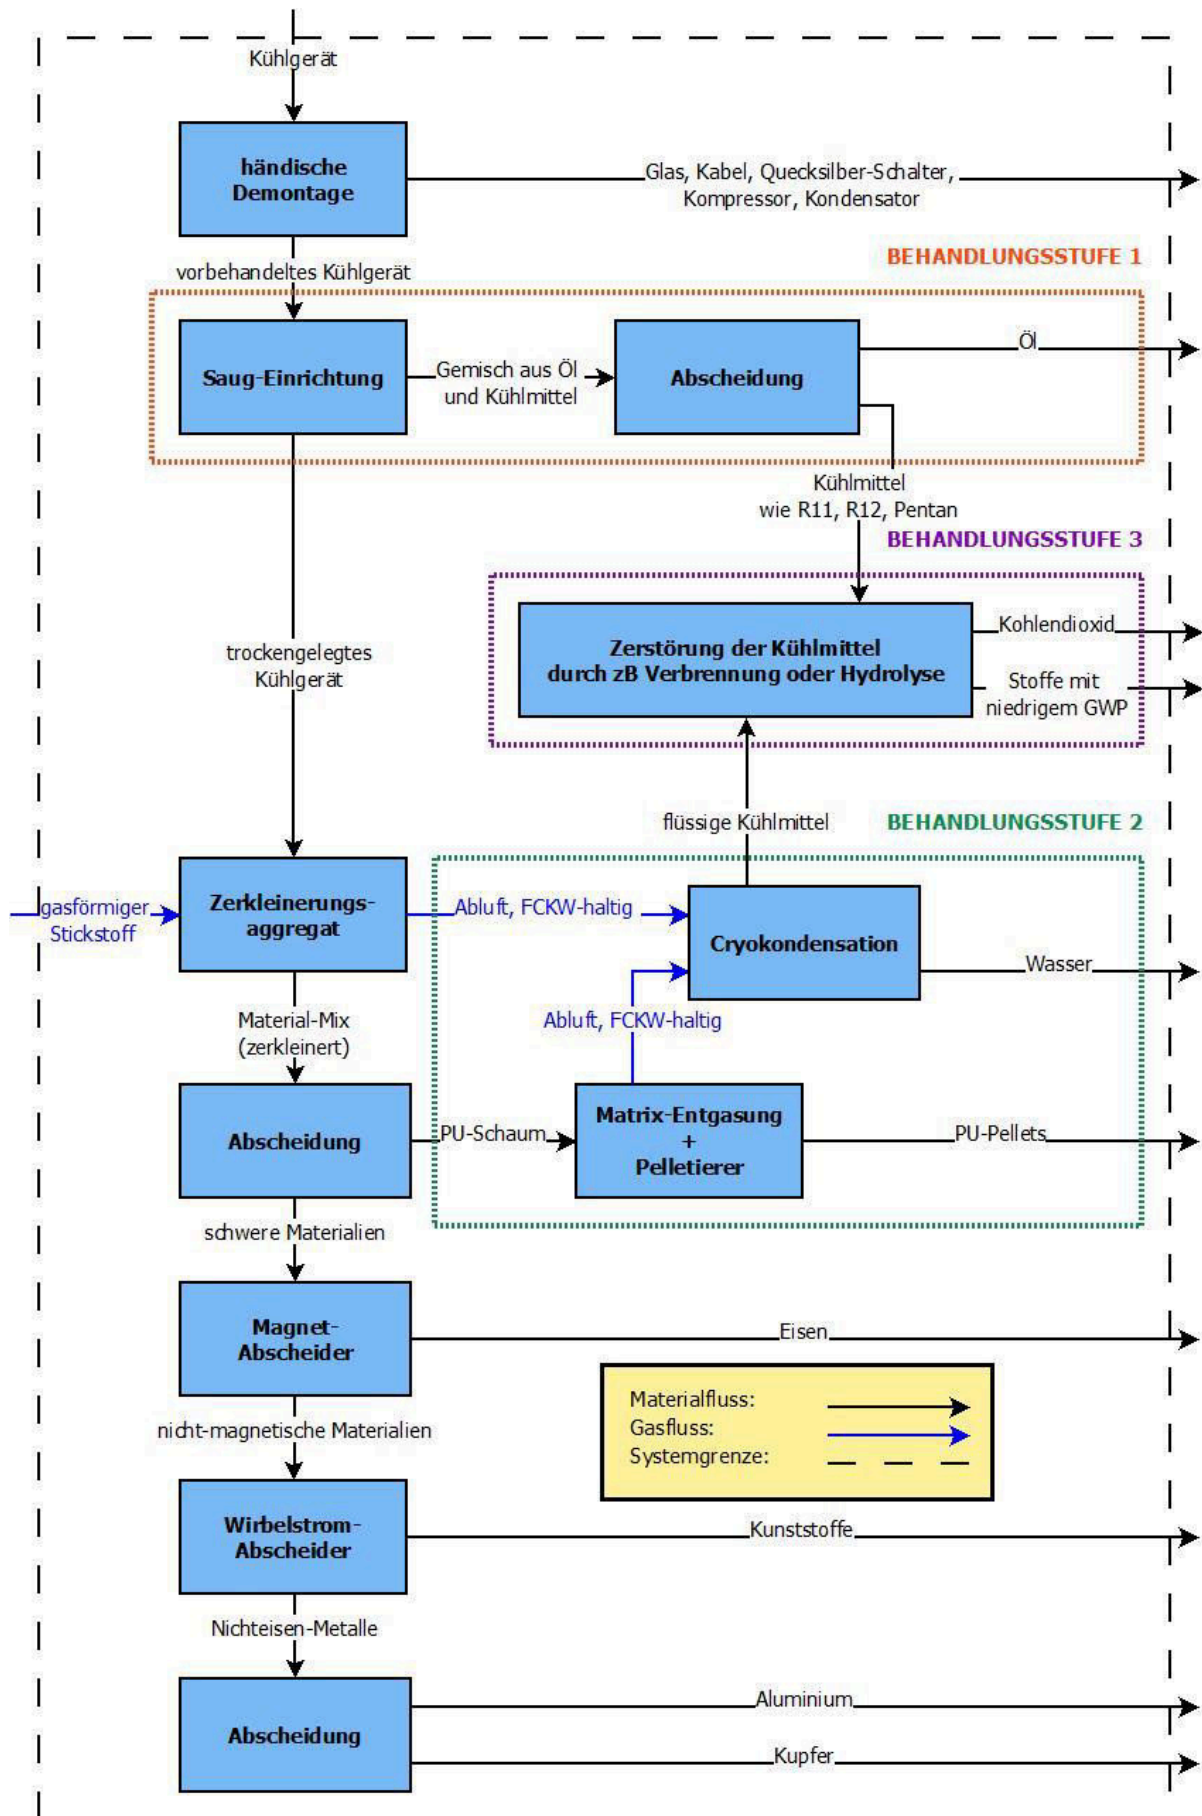 Kühlgerät
händische
Demontage
Glas, Kabel, Quecksilber-Schalter,
Kompressor, Kondensator
vorbehandeltes Kühlgerät
BEHANDLUNGSSTUFE 1
Saug-Einrichtung
Gemisch aus Öl
und Kühlmittel
Abscheidung
Öl
Kühlmittel
wie R11, R12, Pentan
BEHANDLUNGSSTUFE 3
trockengelegtes
Kühlgerät
Zerstörung der Kühlmittel
durch zB Verbrennung oder Hydrolyse
Kohlendioxid
Stoffe mit
niedrigem GWP
flüssige Kühlmittel
BEHANDLUNGSSTUFE 2
gasförmiger
Stickstoff
Zerkleinerungs-
aggregat
Abluft, FCKW-haltig
Cryokondensation
Wasser
Material-Mix
(zerkleinert)
Abluft, FCKW-haltig
Abscheidung
PU-Schaum
Matrix-Entgasung
+
Pelletierer
PU-Pellets
schwere Materialien
Magnet-
Abscheider
Eisen
nicht-magnetische Materialien
Materialfluss:
Gasfluss:
Systemgrenze:
Wirbelstrom-
Abscheider
Kunststoffe
Nichteisen-Metalle
Abscheidung
Aluminium
Kupfer